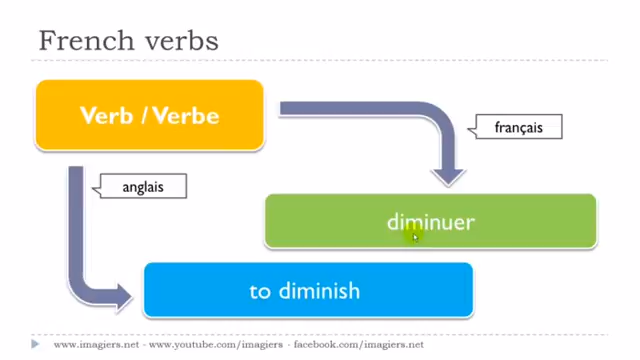 French verbs
Verb / Verbe
français
anglais
diminuer
to diminish
www.imagiers.net - www.youtube.com/imagiers - facebook.com/imagiers.net